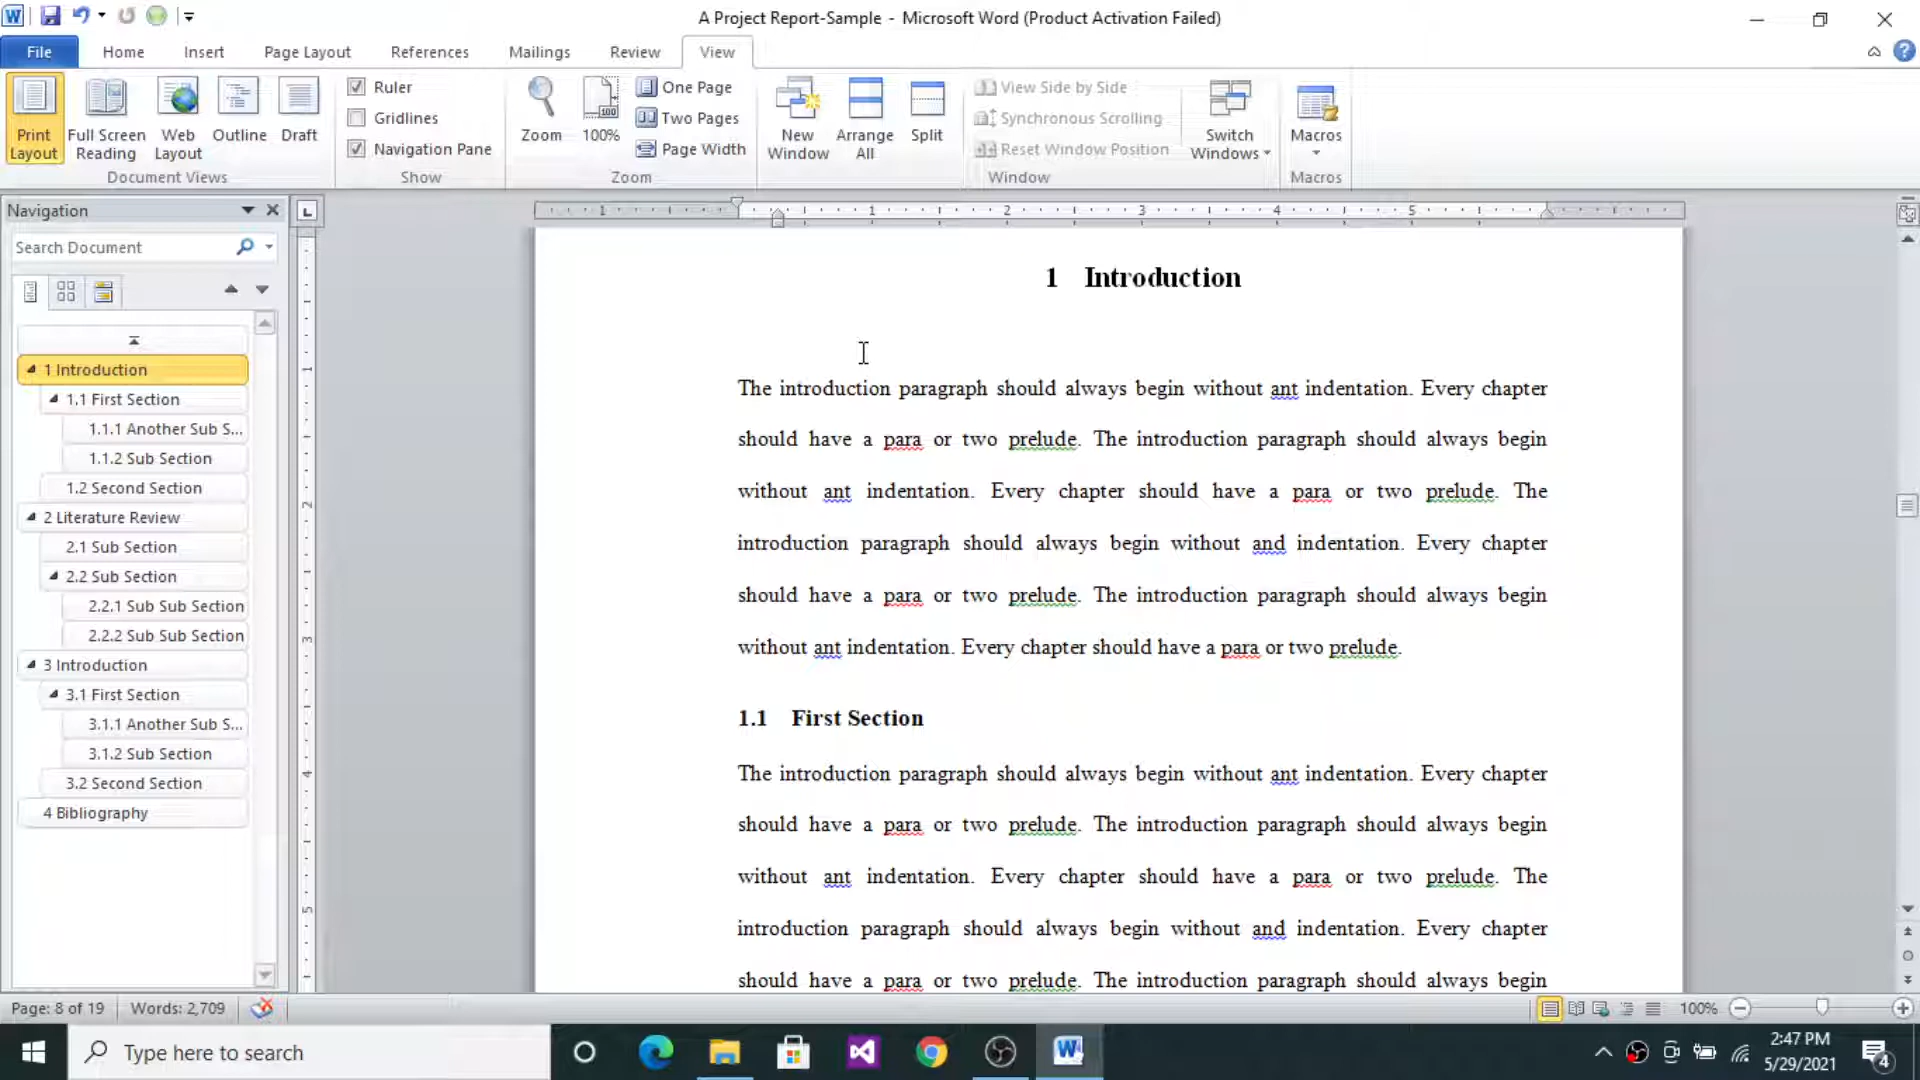 A Project Report-Sample - Microsoft Word (Product Activation Failed)
File Home Insert Page Layout References Mailings Review View
Print Layout
Full Screen Reading
Web Layout
Outline
Draft
Document Views
Ruler
Gridlines
Navigation Pane
Show
Zoom
100%
One Page
Two Pages
Page Width
Zoom
New Window
Arrange All
Split
View Side by Side
Synchronous Scrolling
Reset Window Position
Switch Windows
Window
Macros
Macros
Navigation
Search Document
1 Introduction
1.1 First Section
1.1.1 Another Sub S...
1.1.2 Sub Section
1.2 Second Section
2 Literature Review
2.1 Sub Section
2.2 Sub Section
2.2.1 Sub Sub Section
2.2.2 Sub Sub Section
3 Introduction
3.1 First Section
3.1.1 Another Sub S...
3.1.2 Sub Section
3.2 Second Section
4 Bibliography
1 1 2 3 4 5
1 2 3 4 5
1 Introduction
The introduction paragraph should always begin without ant indentation. Every chapter
should have a para or two prelude. The introduction paragraph should always begin
without ant indentation. Every chapter should have a para or two prelude. The
introduction paragraph should always begin without and indentation. Every chapter
should have a para or two prelude. The introduction paragraph should always begin
without ant indentation. Every chapter should have a para or two prelude.
1.1 First Section
The introduction paragraph should always begin without ant indentation. Every chapter
should have a para or two prelude. The introduction paragraph should always begin
without ant indentation. Every chapter should have a para or two prelude. The
introduction paragraph should always begin without and indentation. Every chapter
should have a para or two prelude. The introduction paragraph should always begin
Page: 8 of 19 Words: 2,709
100%
Type here to search
2:47 PM
5/29/2021
4